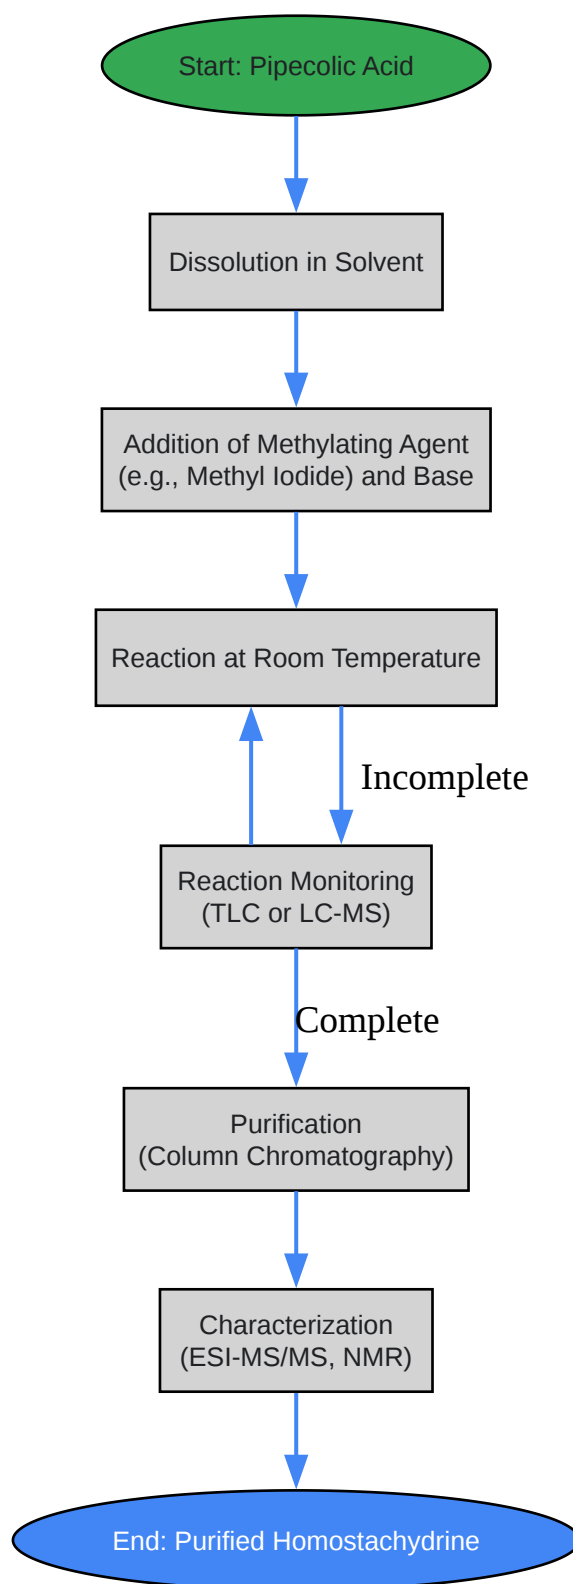 Start: Pipecolic Acid
Dissolution in Solvent
Addition of Methylating Agent
(e.g., Methyl Iodide) and Base
Reaction at Room Temperature
Incomplete
Reaction Monitoring
(TLC or LC-MS)
Complete
Purification
(Column Chromatography)
Characterization
(ESI-MS/MS, NMR)
End: Purified Homostachydrine